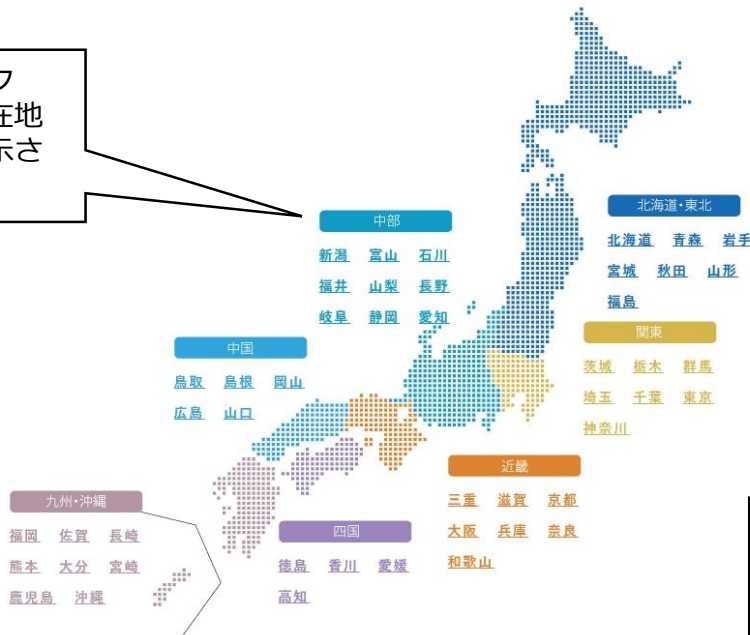 ク
在地
示さ
中部
新潟 富山 石川
福井 山梨 長野
岐阜 静岡 愛知
北海道・東北
北海道 青森 岩手
宮城 秋田 山形
福島
関東
茨城 栃木 群馬
埼玉 千葉 東京
神奈川
中国
鳥取 島根 岡山
広島 山口
近畿
三重 滋賀 京都
大阪 兵庫 奈良
和歌山
九州・沖縄
福岡 佐賀 長崎
熊本 大分 宮崎
鹿児島 沖縄
四国
徳島 香川 愛媛
高知